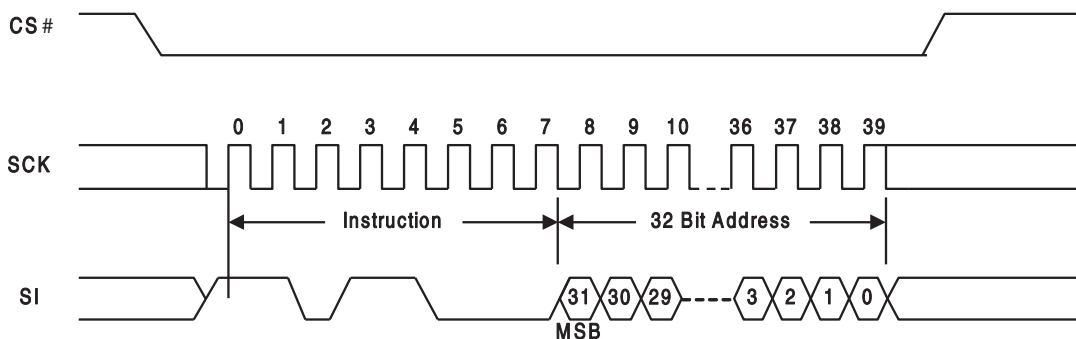 CS#
0 1 2 3 4 5 6 7 8 9 10 36 37 38 39
SCK
Instruction 32 Bit Address
SI 31 30 29 3 2 1 0
MSB